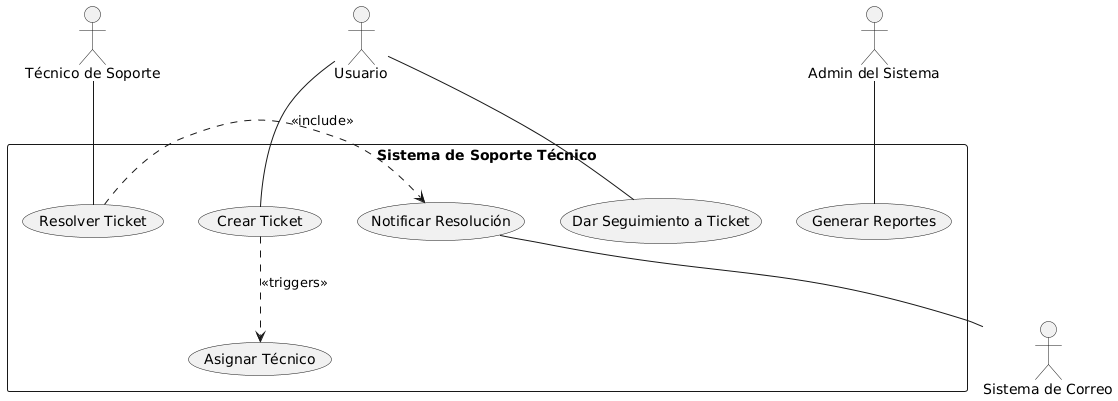 Técnico de Soporte
Usuario
Admin del Sistema
«include»
Sistema de Soporte Técnico
Resolver Ticket
Crear Ticket
Notificar Resolución
Dar Seguimiento a Ticket
Generar Reportes
«triggers»
Asignar Técnico
Sistema de Correo